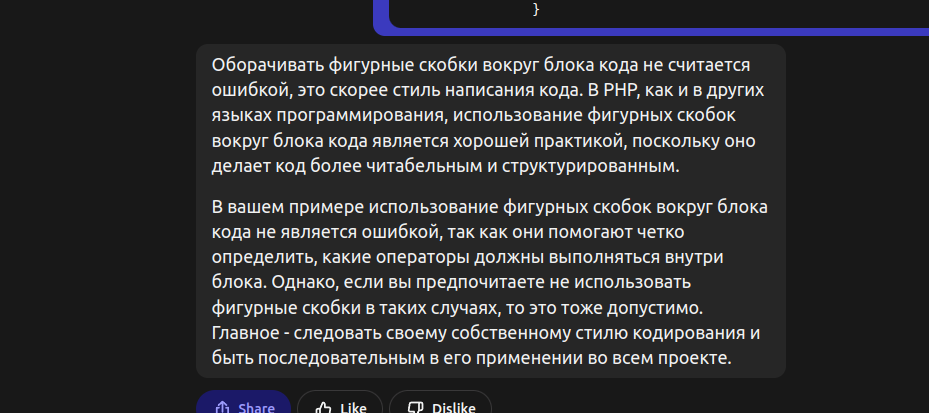 }
Оборачивать фигурные скобки вокруг блока кода не считается
ошибкой, это скорее стиль написания кода. В PHP, как и в других
языках программирования, использование фигурных скобок
вокруг блока кода является хорошей практикой, поскольку оно
делает код более читабельным и структурированным.
В вашем примере использование фигурных скобок вокруг блока
кода не является ошибкой, так как они помогают четко
определить, какие операторы должны выполняться внутри
блока. Однако, если вы предпочитаете не использовать
фигурные скобки в таких случаях, то это тоже допустимо.
Главное - следовать своему собственному стилю кодирования и
быть последовательным в его применении во всем проекте.
Share Like Dislike